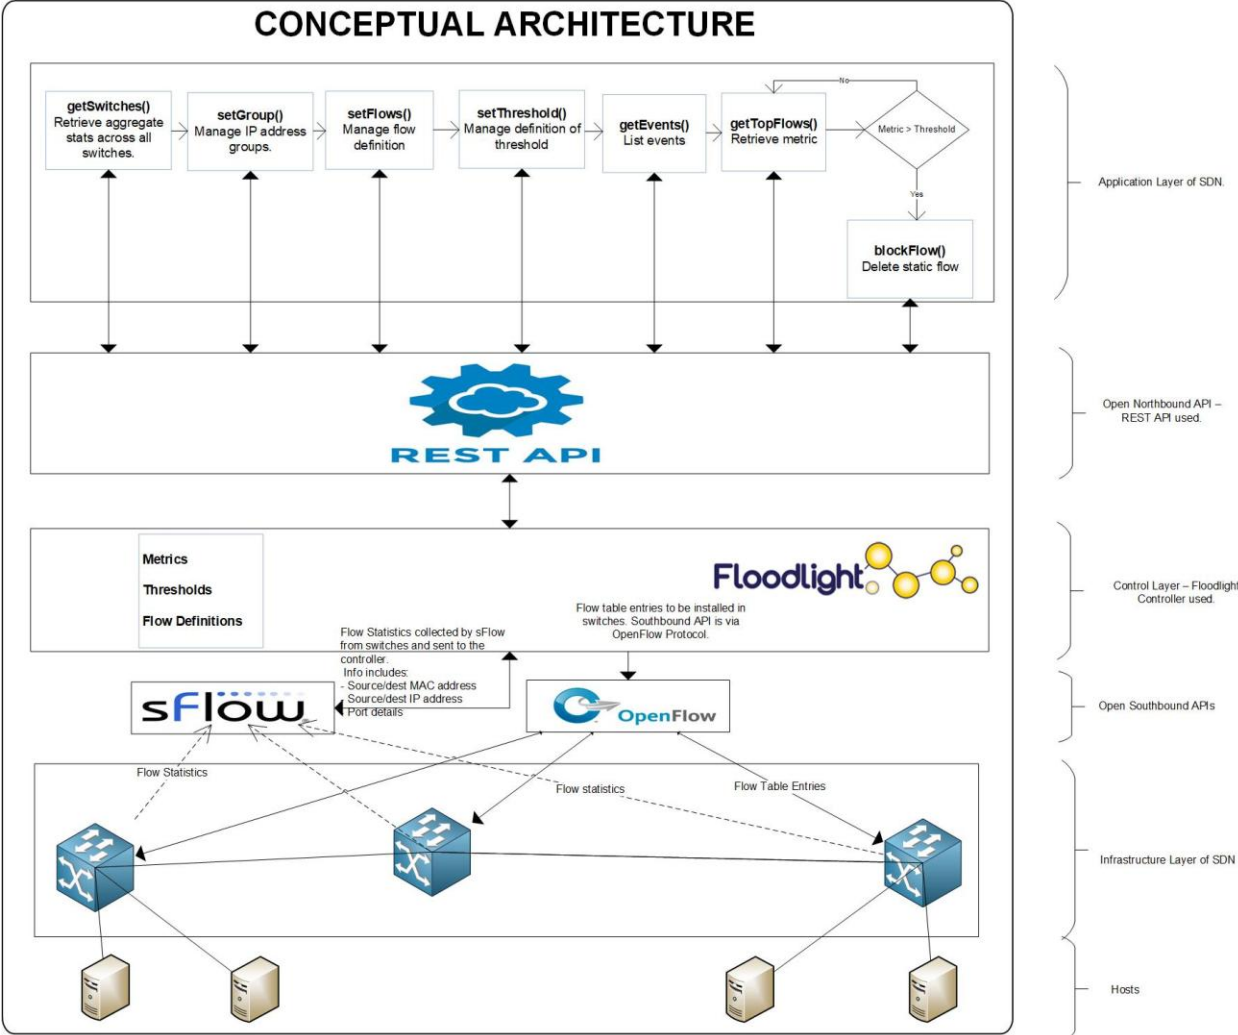 CONCEPTUAL ARCHITECTURE
getSwitches()
Retrieve aggregate
stats across all
switches.
setGroup()
Manage IP address
groups.
setFlows()
Manage flow
definition
setThreshold()
Manage definition of
threshold
getEvents()
List events
getTopFlows()
Retrieve metric
No
Metric > Threshold
Yes
blockFlow()
Delete static flow
Application Layer of SDN.
REST API
Open Northbound API –
REST API used.
Metrics
Thresholds
Flow Definitions
Floodlight
Flow table entries to be installed in
switches. Southbound API is via
OpenFlow Protocol.
Control Layer – Floodlight
Controller used.
Flow Statistics collected by sFlow
from switches and sent to the
controller.
Info includes:
- Source/dest MAC address
- Source/dest IP address
- Port details
sFlow
OpenFlow
Open Southbound APIs
Flow Statistics
Flow statistics
Flow Table Entries
Infrastructure Layer of SDN
Hosts